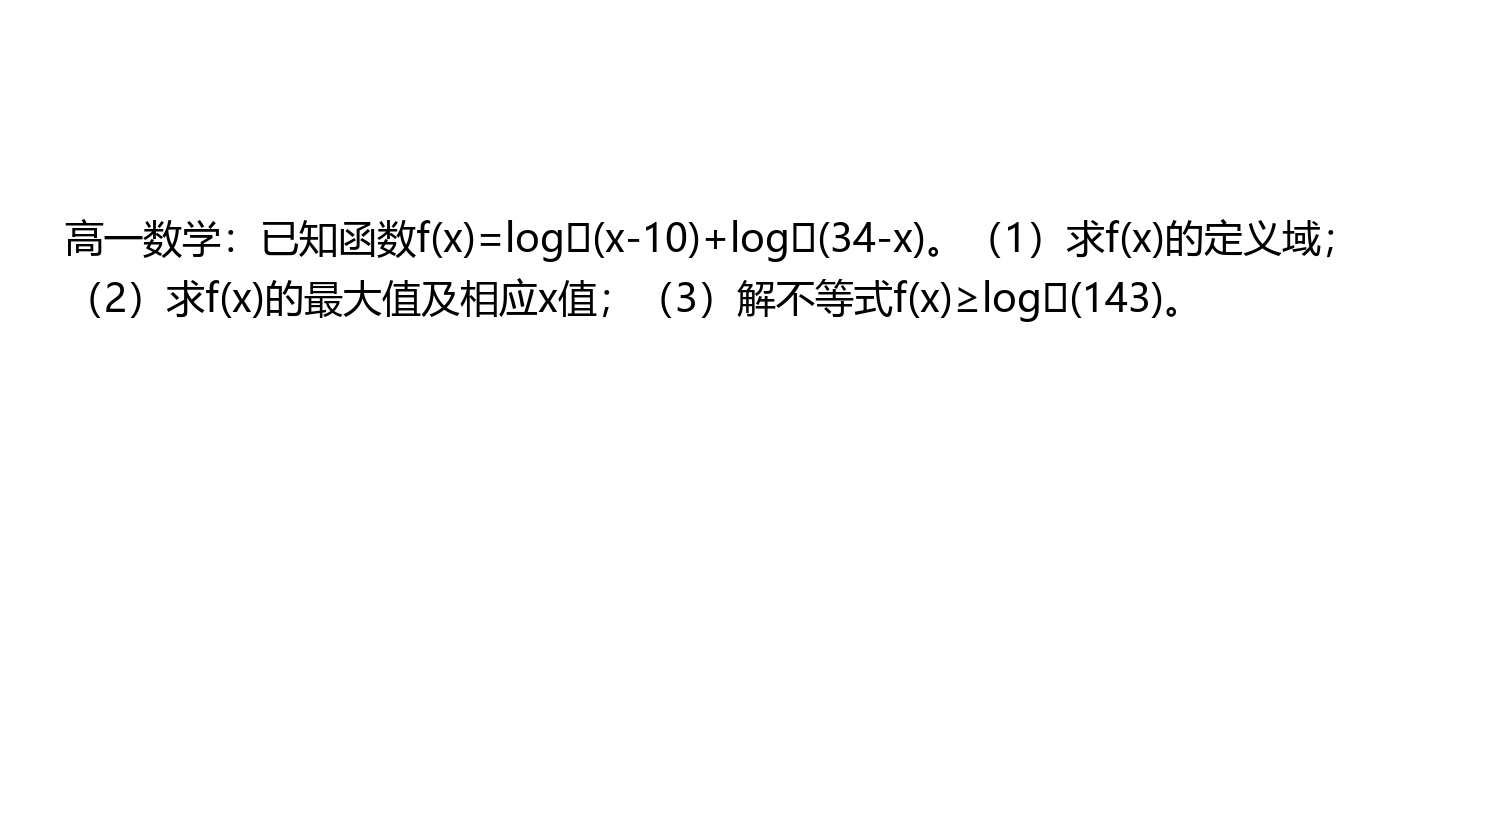 高一数学：已知函数f(x)=log▯(x-10)+log▯(34-x)。（1）求f(x)的定义域；
（2）求f(x)的最大值及相应x值；（3）解不等式f(x)≥log▯(143)。